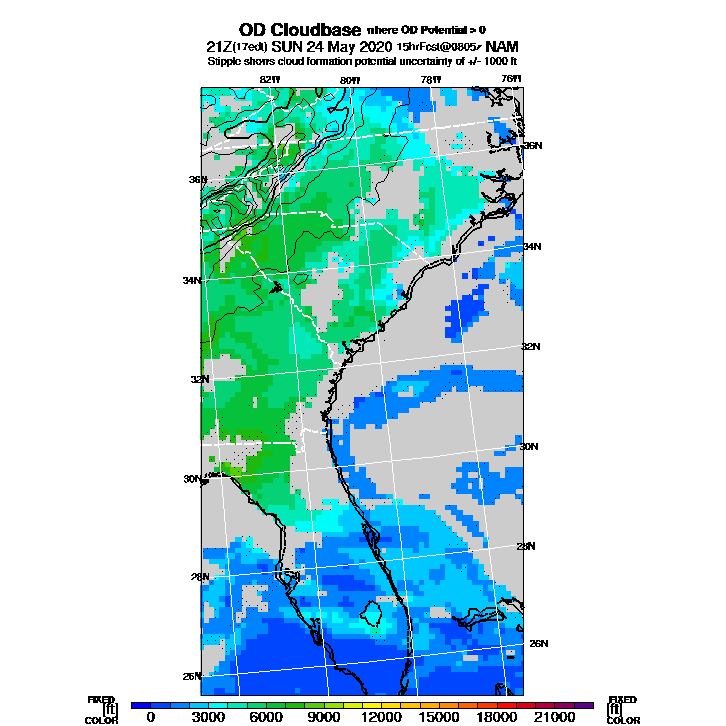 OD Cloudbase where OD Potential > 0
21Z(17edt) SUN 24 May 2020 15hrFcst@0805z NAM
Stipple shows cloud formation potential uncertainty of +/- 1000 ft
82W 80W 78W 76W
36N
36N
34N
34N
32N
32N
30N
30N
28N
28N
26N
26N
FIXED FIXED
[ft] 0 3000 6000 9000 12000 15000 18000 21000 [ft]
COLOR COLOR